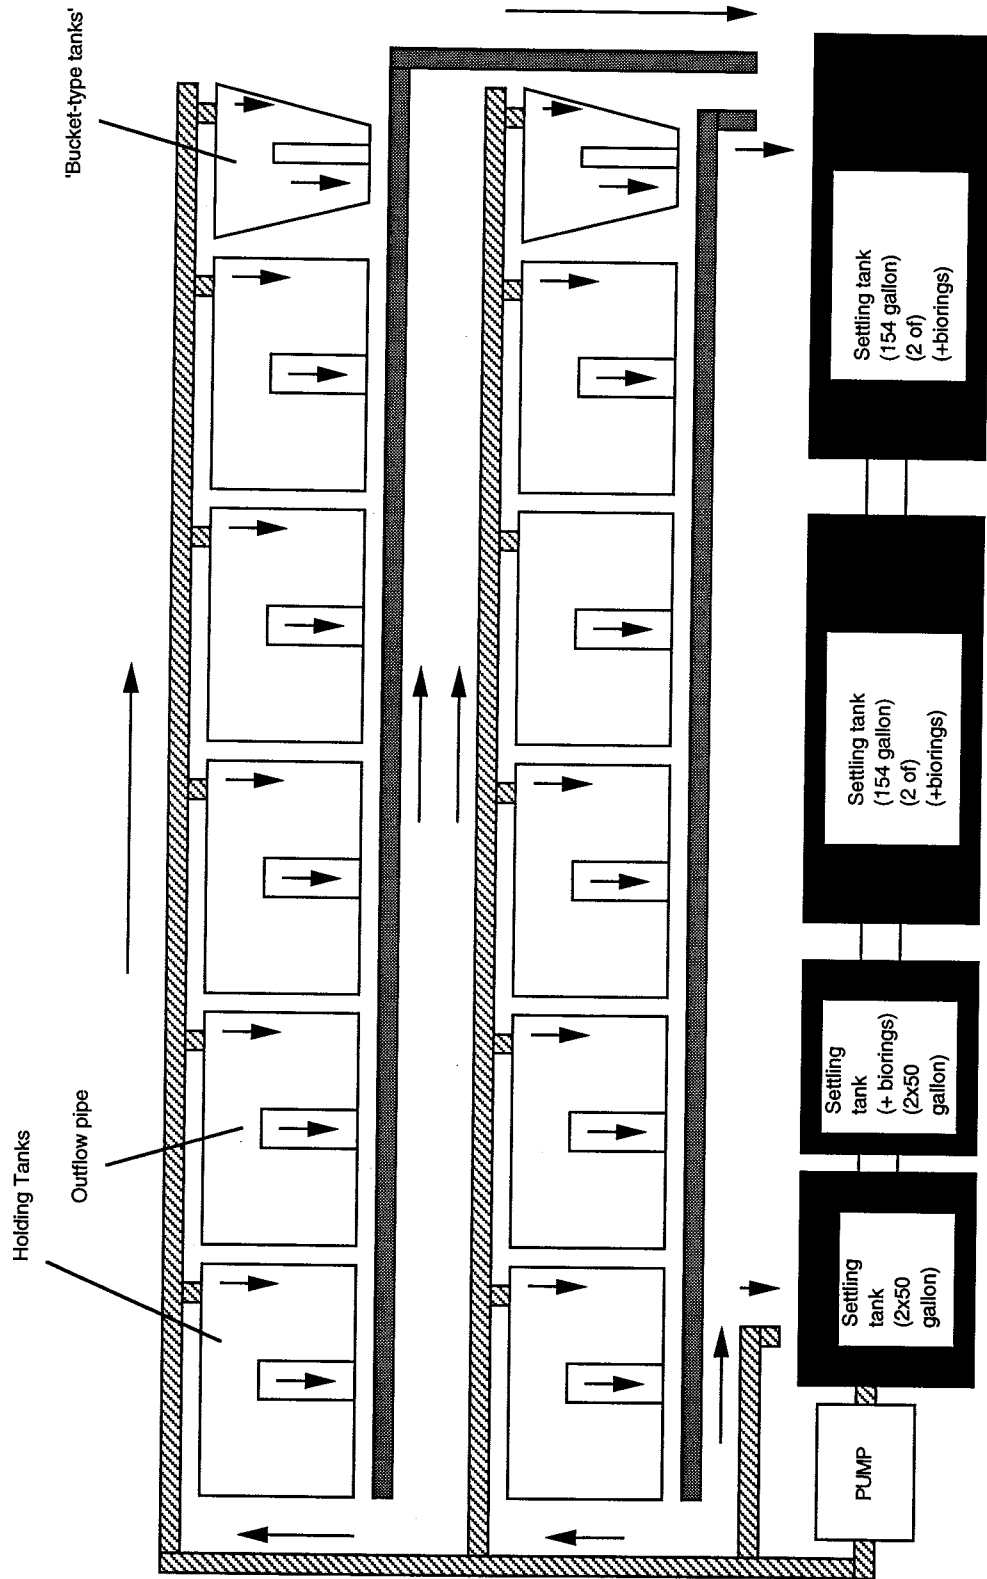 'Bucket-type tanks'
Outflow pipe
Holding Tanks
Settling tank
(154 gallon)
(2 of)
(+biorings)
Settling tank
(154 gallon)
(2 of)
(+biorings)
Settling
tank
(+ biorings)
(2x50
gallon)
Settling
tank
(2x50
gallon)
PUMP